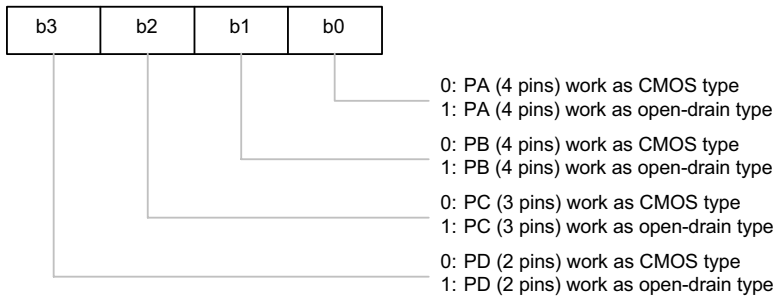 b3 b2 b1 b0
0: PA (4 pins) work as CMOS type
1: PA (4 pins) work as open-drain type
0: PB (4 pins) work as CMOS type
1: PB (4 pins) work as open-drain type
0: PC (3 pins) work as CMOS type
1: PC (3 pins) work as open-drain type
0: PD (2 pins) work as CMOS type
1: PD (2 pins) work as open-drain type